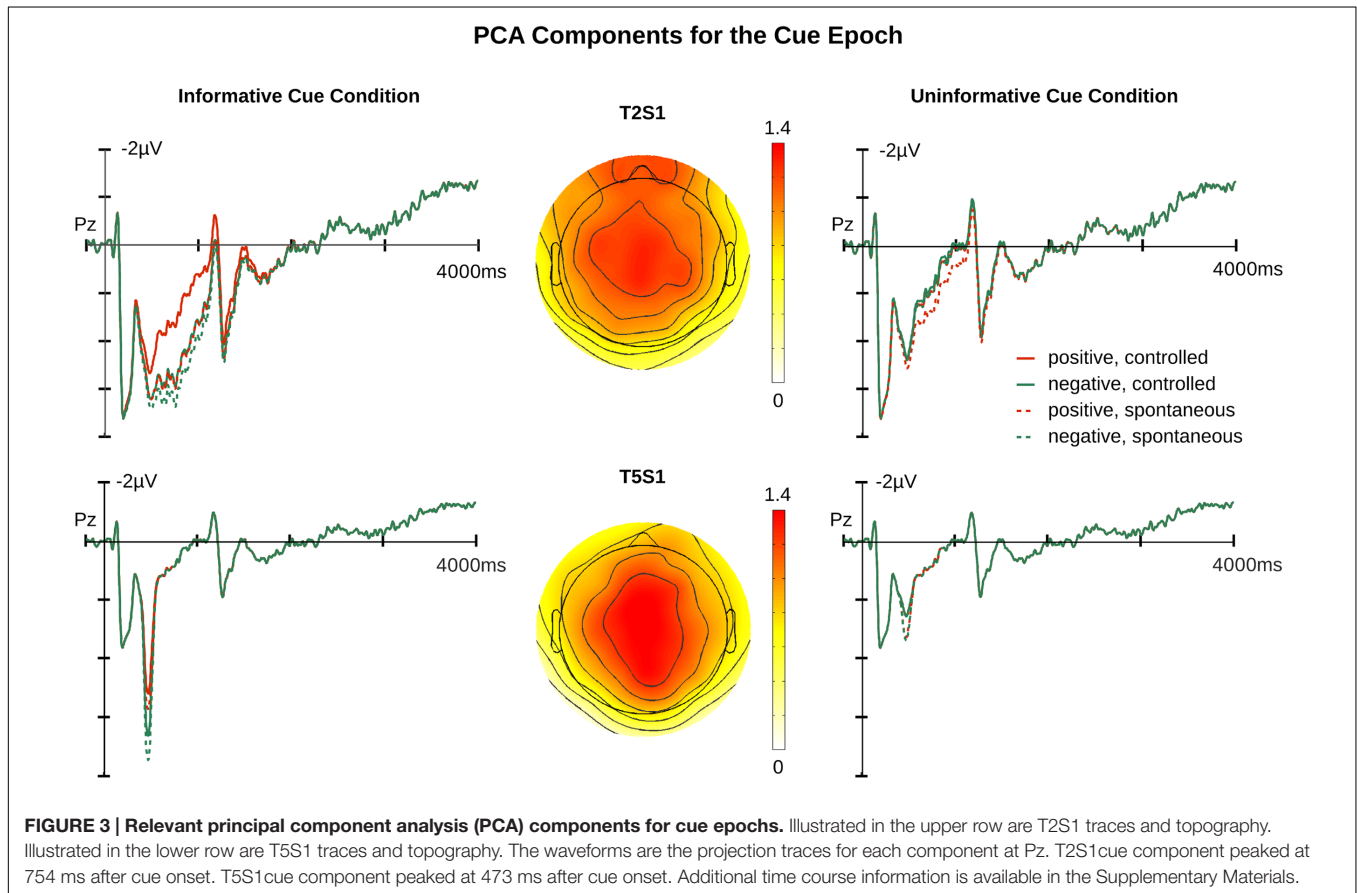 PCA Components for the Cue Epoch
Informative Cue Condition
T2S1
Uninformative Cue Condition
-2µV
Pz
4000ms
1.4
0
-2µV
Pz
4000ms
positive, controlled
negative, controlled
positive, spontaneous
negative, spontaneous
-2µV
Pz
4000ms
T5S1
1.4
0
-2µV
Pz
4000ms
FIGURE 3 | Relevant principal component analysis (PCA) components for cue epochs. Illustrated in the upper row are T2S1 traces and topography.
Illustrated in the lower row are T5S1 traces and topography. The waveforms are the projection traces for each component at Pz. T2S1cue component peaked at
754 ms after cue onset. T5S1cue component peaked at 473 ms after cue onset. Additional time course information is available in the Supplementary Materials.